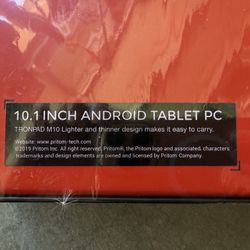 10.1 INCH ANDROID TABLET PC
TRONPAD M10 Lighter and thinner design makes it easy to carry.
Website: www.pritom-tech.com
©2019 Pritom Inc. All right reserved. Pritom®, the Pritom logo and associated. characters
trademarks and design elements are owned and licensed by Pritom Company.